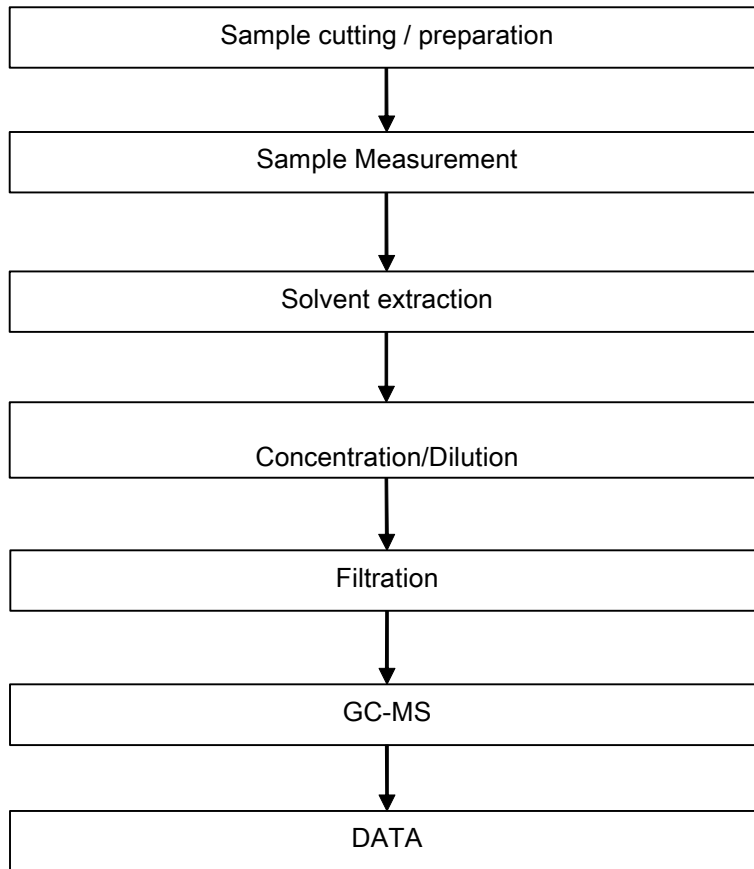 Sample cutting / preparation
Sample Measurement
Solvent extraction
Concentration/Dilution
Filtration
GC-MS
DATA